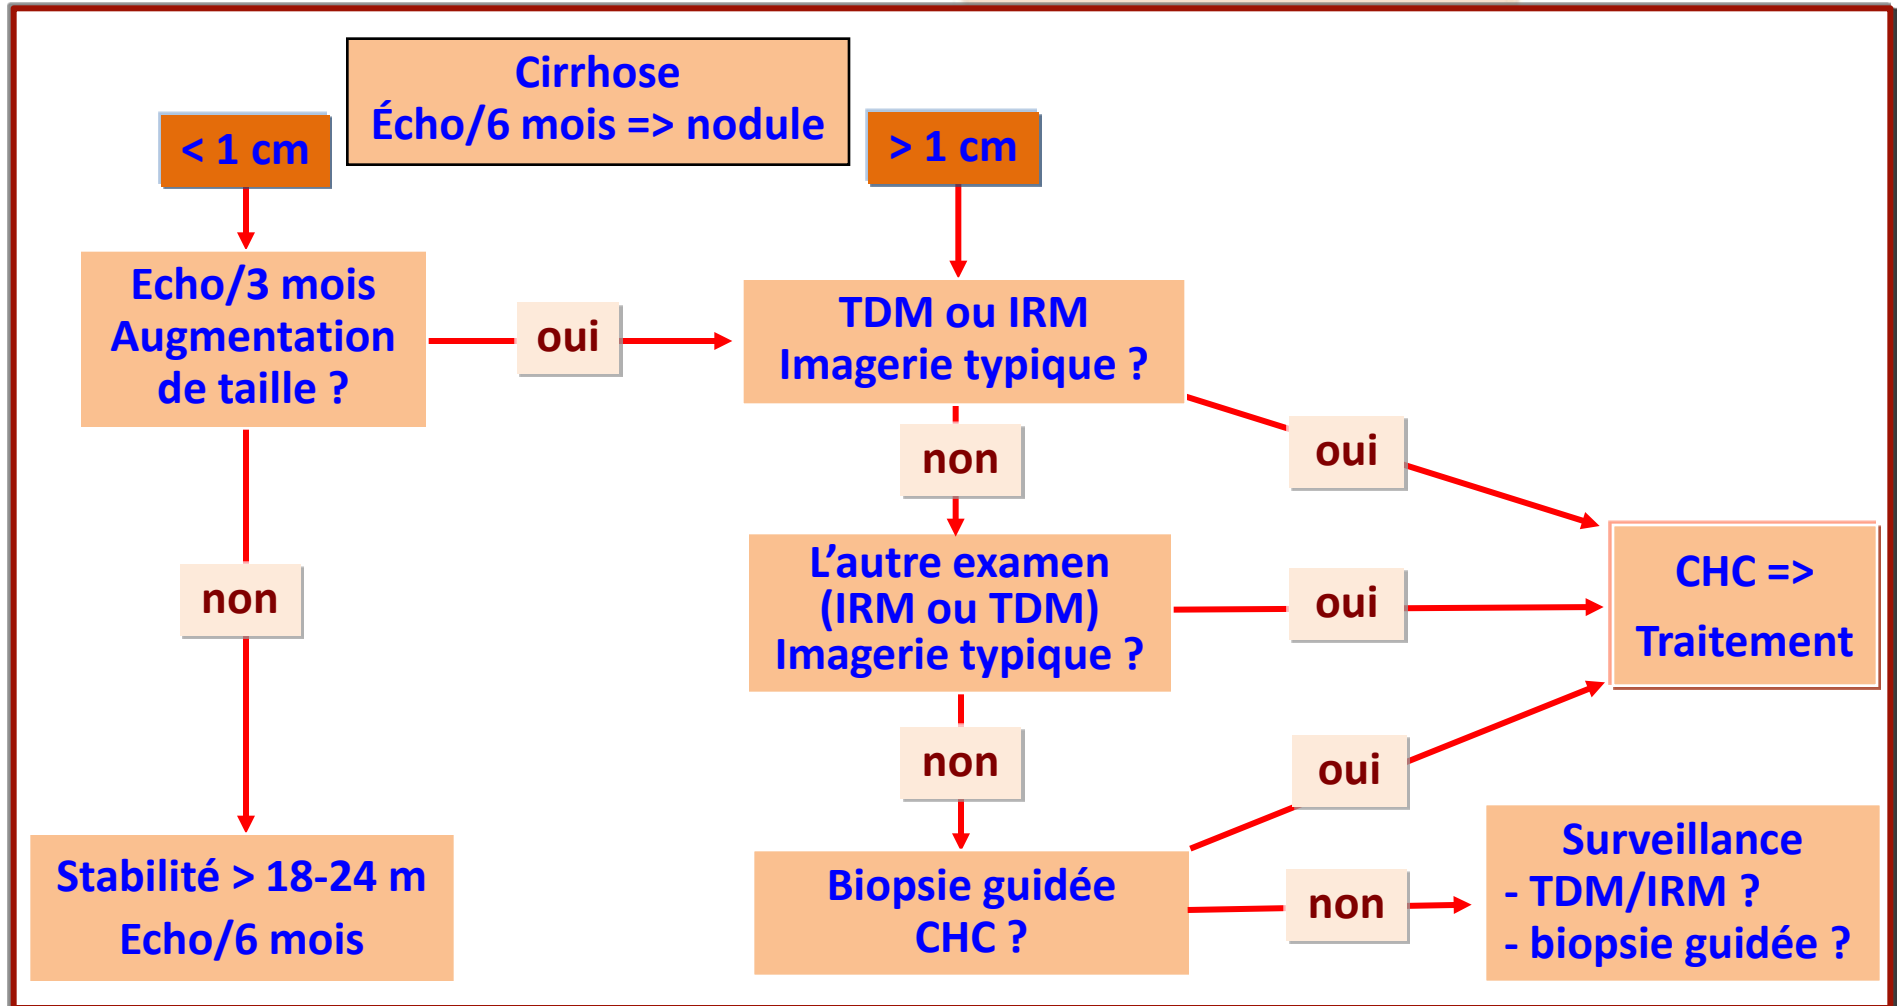 Cirrhose
Écho/6 mois => nodule
< 1 cm
> 1 cm
Echo/3 mois
Augmentation
de taille ?
oui
TDM ou IRM
Imagerie typique ?
oui
non
non
L’autre examen
(IRM ou TDM)
Imagerie typique ?
oui
CHC =>
Traitement
non
oui
Stabilité > 18-24 m
Echo/6 mois
Biopsie guidée
CHC ?
non
Surveillance
- TDM/IRM ?
- biopsie guidée ?